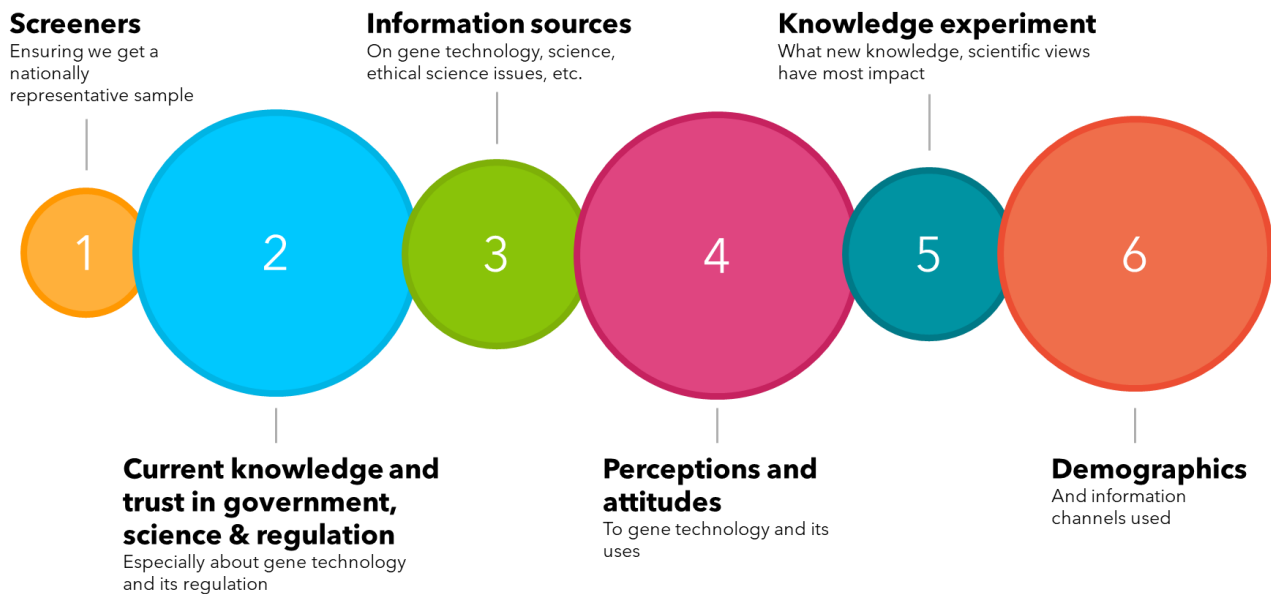 Screeners
Ensuring we get a
nationally
representative sample
Information sources
On gene technology, science,
ethical science issues, etc.
Knowledge experiment
What new knowledge, scientific views
have most impact
1
2
3
4
5
6
Current knowledge and
trust in government,
science & regulation
Especially about gene technology
and its regulation
Perceptions and
attitudes
To gene technology and its
uses
Demographics
And information
channels used